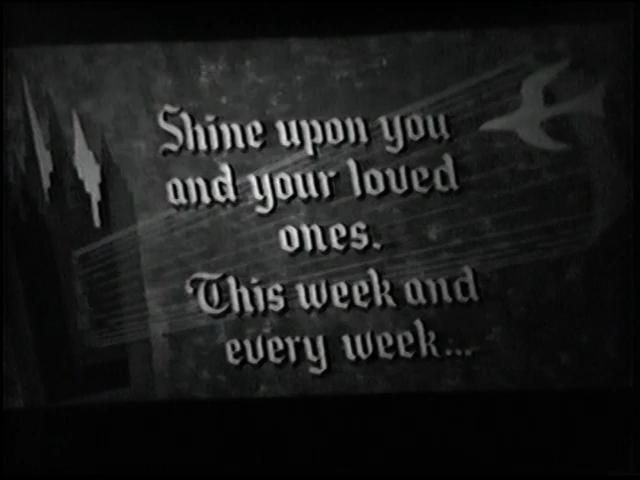 Shine upon you
and your loved
ones.
This week and
every week...